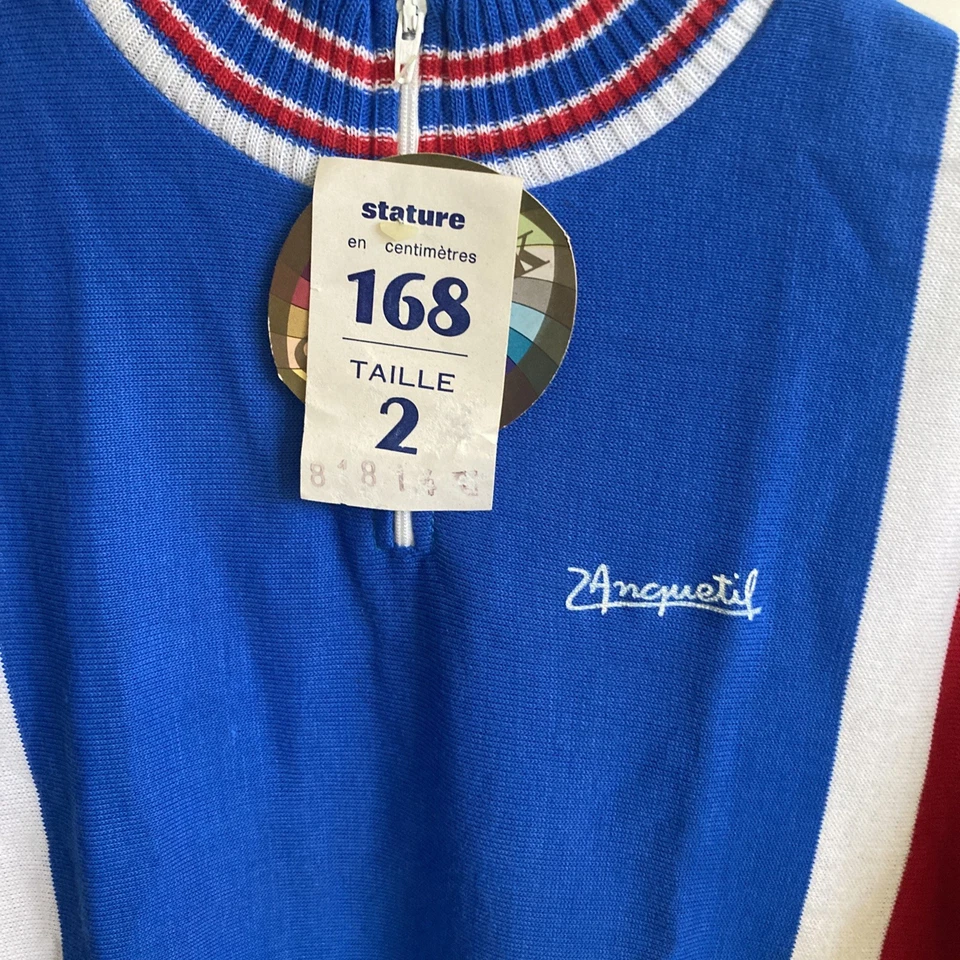 stature
en centimètres
168
TAILLE
2
Anquetil